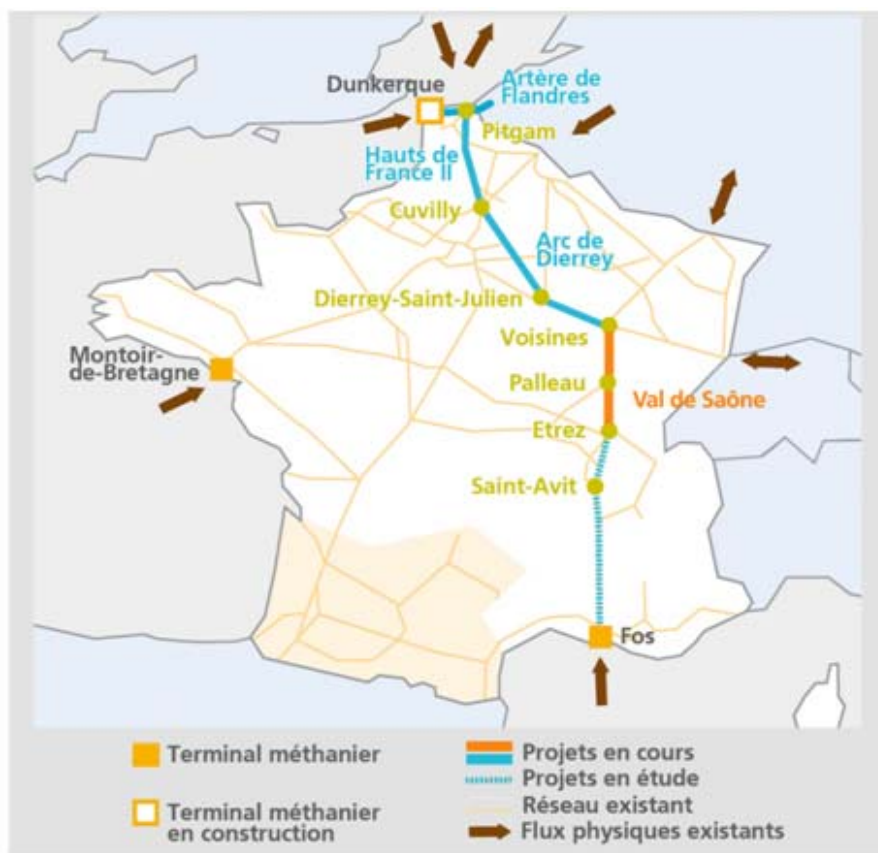 Dunkerque
Artère de
Flandres
Pitgam
Hauts de
France II
Cuvilly
Arc de
Dierrey
Dierrey-Saint-Julien
Voisines
Montoir-
de-Bretagne
Palleau
Val de Saône
Etrez
Saint-Avit
Fos
Terminal méthanier
Terminal méthanier
en construction
Projets en cours
Projets en étude
Réseau existant
Flux physiques existants